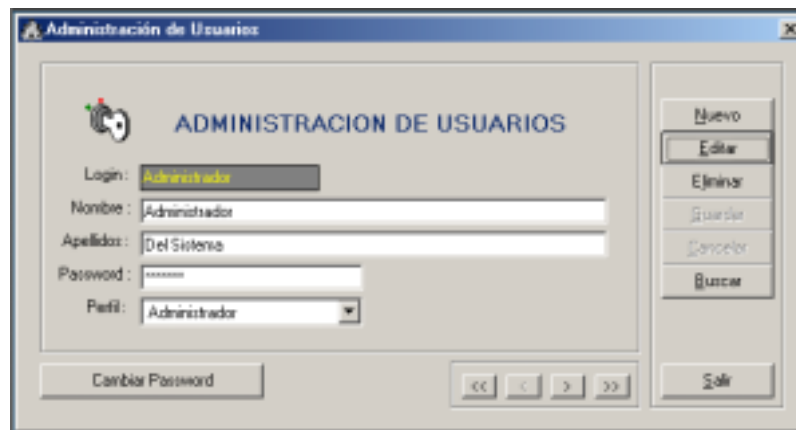 Administración de Usuarios
ADMINISTRACION DE USUARIOS
Login: Administrador
Nombre: Administrador
Apellidos: Del Sistema
Password: *******
Perfil: Administrador
Cambiar Password
<< < > >>
Nuevo
Editar
Eliminar
Guardar
Cancelar
Buscar
Salir